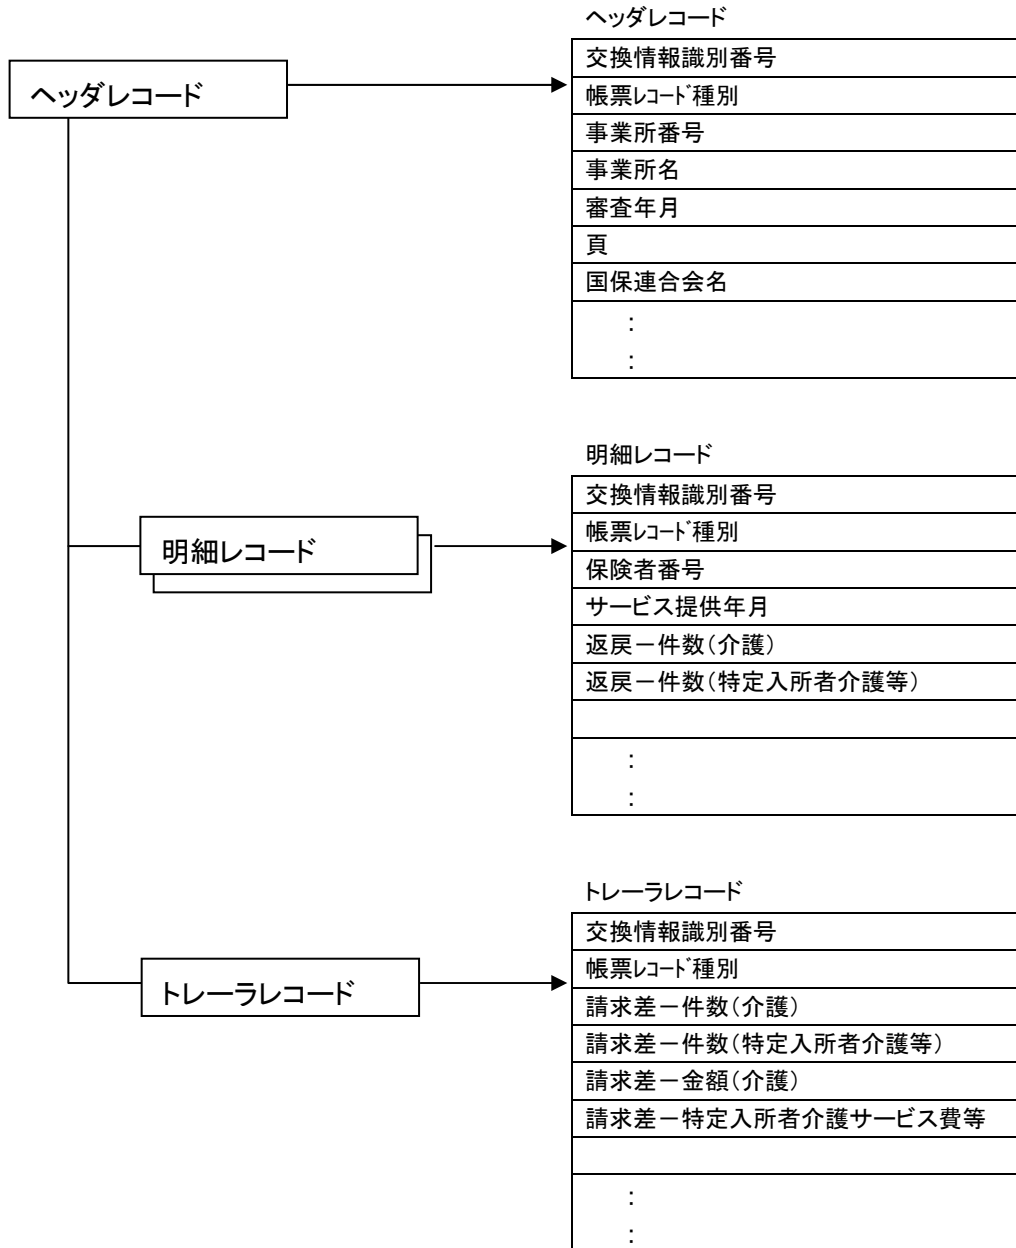 ヘッダレコード
ヘッダレコード
交換情報識別番号
帳票ﾚｺｰﾄﾞ種別
事業所番号
事業所名
審査年月
頁
国保連合会名
:
:
明細レコード
明細レコード
交換情報識別番号
帳票ﾚｺｰﾄﾞ種別
保険者番号
サービス提供年月
返戻－件数（介護）
返戻－件数（特定入所者介護等）
:
:
トレーラレコード
トレーラレコード
交換情報識別番号
帳票ﾚｺｰﾄﾞ種別
請求差－件数（介護）
請求差－件数（特定入所者介護等）
請求差－金額（介護）
請求差－特定入所者介護サービス費等
:
: